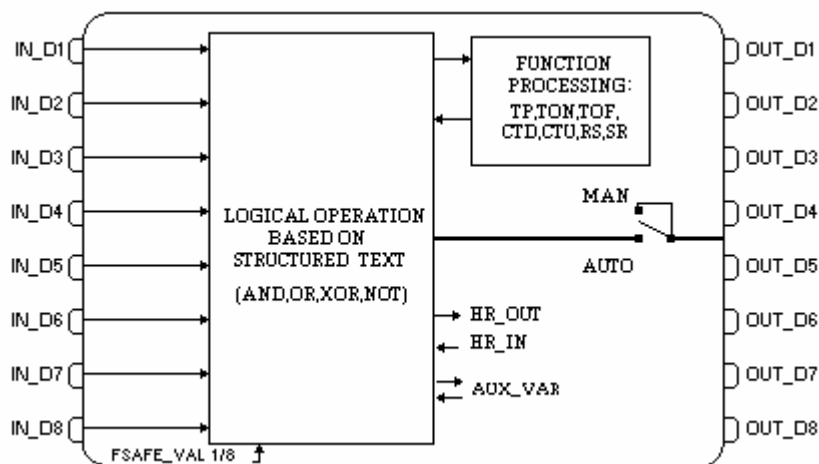 IN_D1
IN_D2
IN_D3
IN_D4
IN_D5
IN_D6
IN_D7
IN_D8
FSAFE_VAL 1/8
LOGICAL OPERATION
BASED ON
STRUCTURED TEXT
(AND,OR,XOR,NOT)
FUNCTION
PROCESSING:
TP,TON,TOF,
CTD,CTU,RS,SR
MAN
AUTO
HR_OUT
HR_IN
AUX_VAR
OUT_D1
OUT_D2
OUT_D3
OUT_D4
OUT_D5
OUT_D6
OUT_D7
OUT_D8